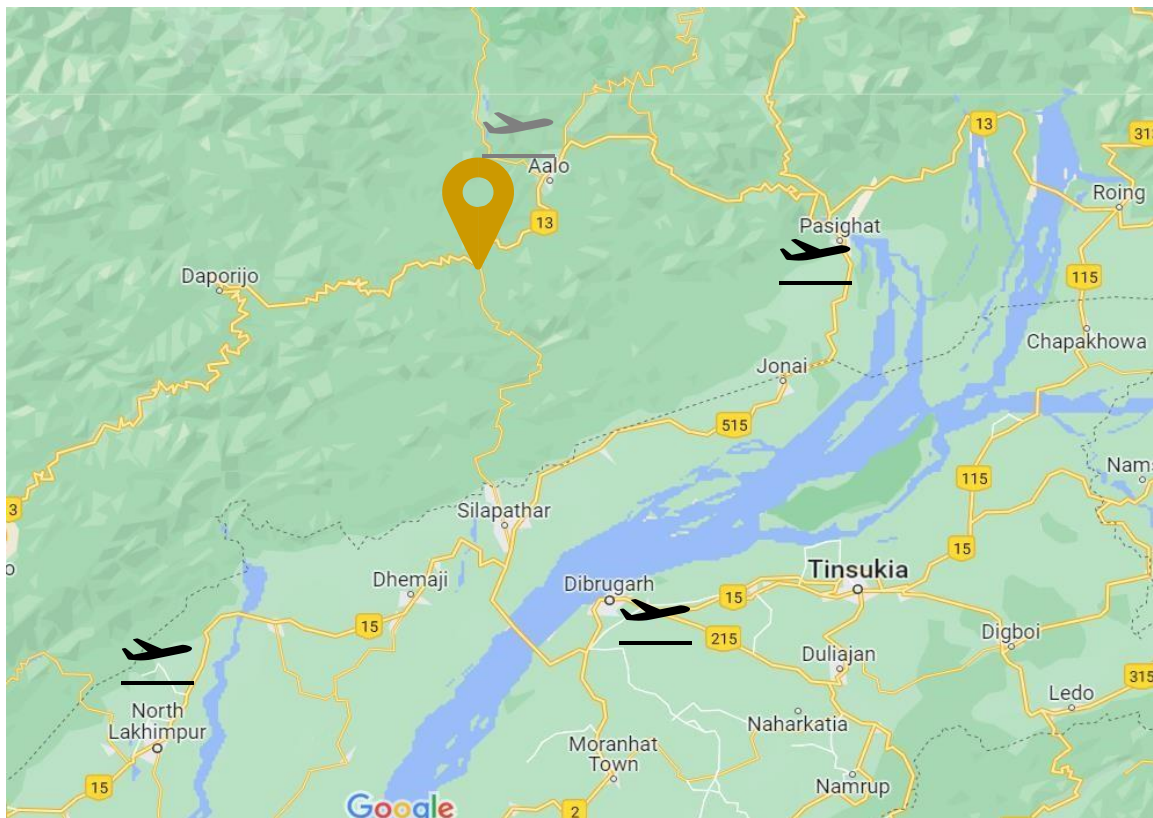 13
313
Aalo
Roing
13
Pasighat
Daporijo
115
Chapakhowa
Jonai
515
Nams
115
3
Silapathar
15
o
Dhemaji
Dibrugarh
Tinsukia
15
15
215
Digboi
Duliajan
315
Ledo
North
Lakhimpur
Naharkatia
Moranhat
Town
Namrup
15
Google
2